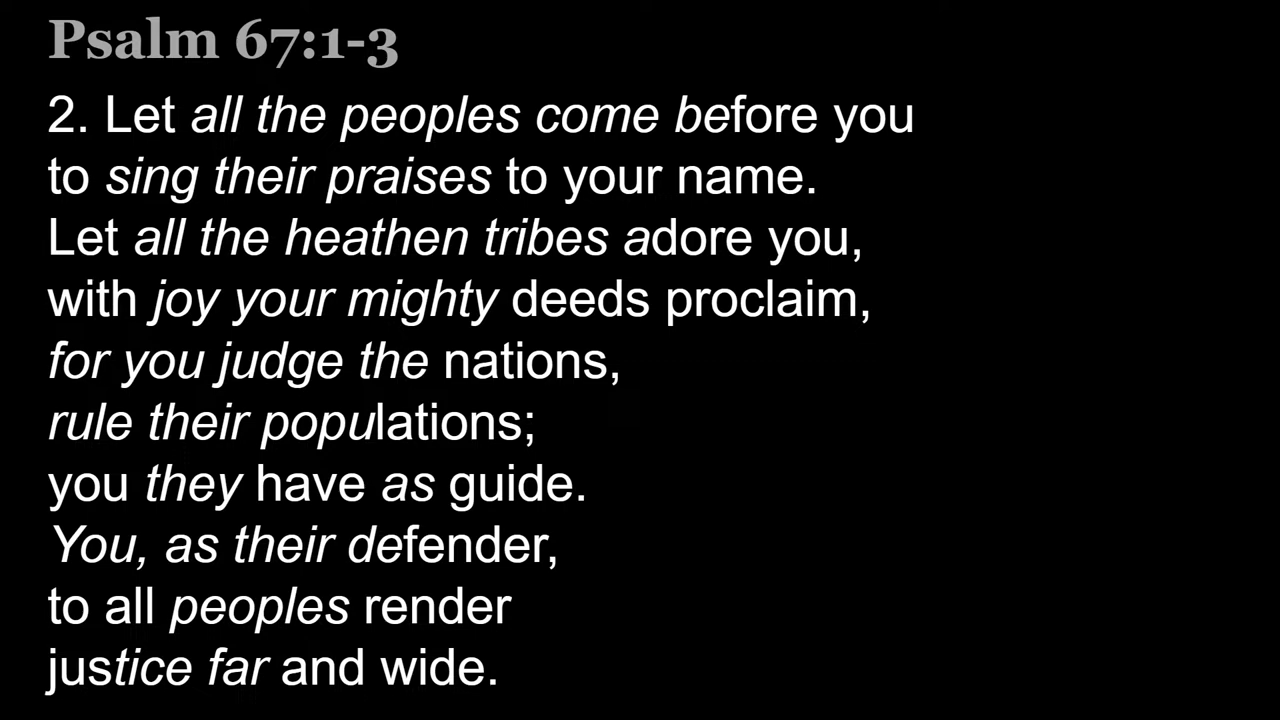 Psalm 67:1-3
2. Let all the peoples come before you
to sing their praises to your name.
Let all the heathen tribes adore you,
with joy your mighty deeds proclaim,
for you judge the nations,
rule their populations;
you they have as guide.
You, as their defender,
to all peoples render
justice far and wide.